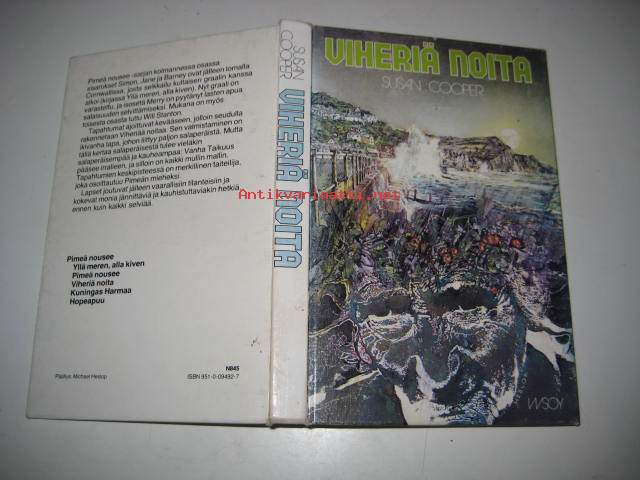 Pimeä nousee -sarjan kolmannessa osassa
sisarukset Simon, Jane ja Barney ovat jälleen tomalla
Cornwallissa, josta seikkailu kultaisen graalin kanssa
alkoi (kirjassa Yllä meren, alla kiven). Nyt graali on
varastettu, ja isosetä Merry on pyytänyt lasten apua
salaisuuden selvittämiseksi. Mukana on myös
toisesta osasta tuttu Will Stanton.
Tapahtumat ajoittuvat kevääseen, jolloin seudulla
rakennetaan Viheriä noita. Sen valmistaminen on
ikivanha tapa, johon liittyy paljon salaperäistä. Mutta
tällä kertaa salaperäisestä tulee vieläkin
salaperäisempää ja kauheampaa: Vanha Taikuus
pääsee irralleen, ja silloin on kaikki mullin mallin.
Tapahtumien keskipisteessä on merkillinen taiteilija,
joka osoittautuu Pimeän mieheksi.
Lapset joutuvat jälleen vaarallisiin tilanteisiin ja
kokevat monia jännittäviä ja kauhistuttaviakin hetkiä
ennen kuin kaikki selviää.
Pimeä nousee
Yllä meren, alla kiven
Pimeä nousee
Viheriä noita
Kuningas Harmaa
Hopeapuu
N845
Päällys: Michael Heslop
ISBN 951-0-09492-7
SUSAN
COOPER
VIHERIÄ NOITA
VIHERIÄ NOITA
SUSAN COOPER
WSOY
Antikvariaatti.net